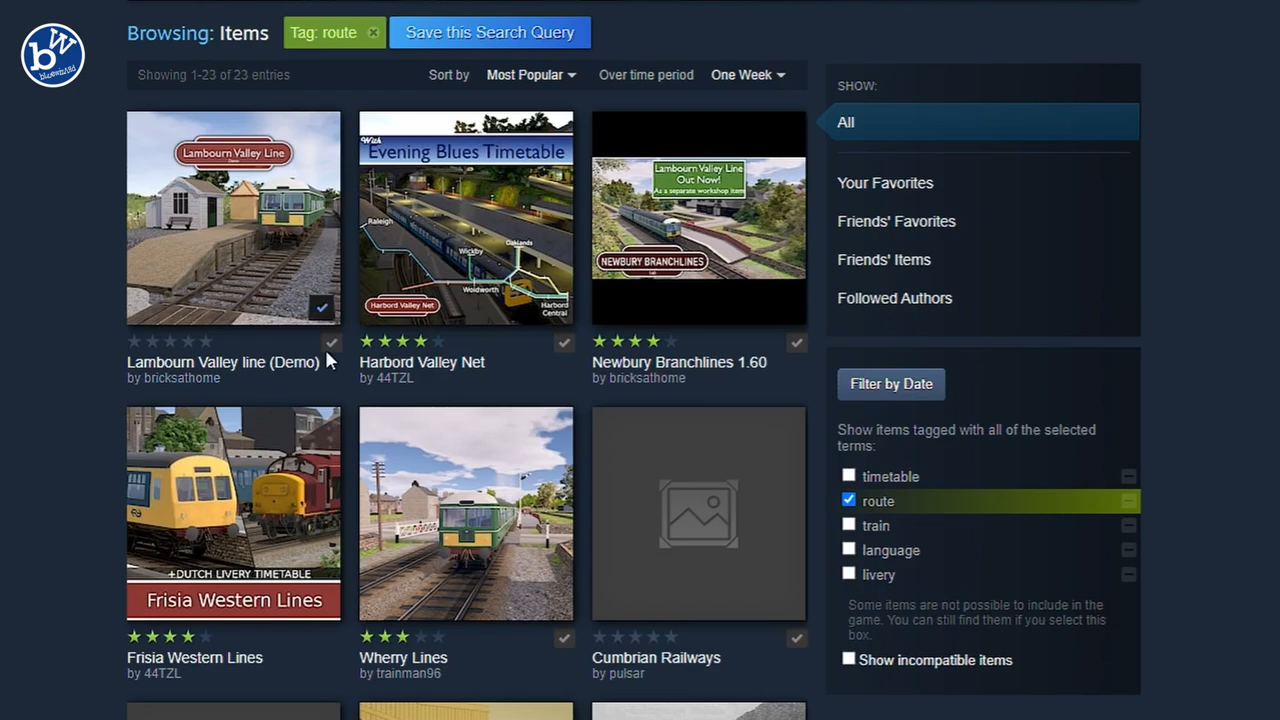 bw
bluewizard
Browsing: Items
Tag: route
Save this Search Query
Showing 1-23 of 23 entries
Sort by
Most Popular
Over time period
One Week
Lambourn Valley Line
Demo
Lambourn Valley line (Demo)
by bricksathome
With
Evening Blues Timetable
Raleigh
Wickby
Oaklands
Woldworth
Harbord
Central
Harbord Valley Net
Harbord Valley Net
by 44TZL
Lambourn Valley Line
Out Now!
As a separate workshop item
NEWBURY BRANCHLINES
Newbury Branchlines 1.60
by bricksathome
+DUTCH LIVERY TIMETABLE
Frisia Western Lines
Frisia Western Lines
by 44TZL
Wherry Lines
by trainman96
Cumbrian Railways
by pulsar
SHOW:
All
Your Favorites
Friends' Favorites
Friends' Items
Followed Authors
Filter by Date
Show items tagged with all of the selected
terms:
timetable
route
train
language
livery
Some items are not possible to include in the
game. You can still find them if you select this
box.
Show incompatible items